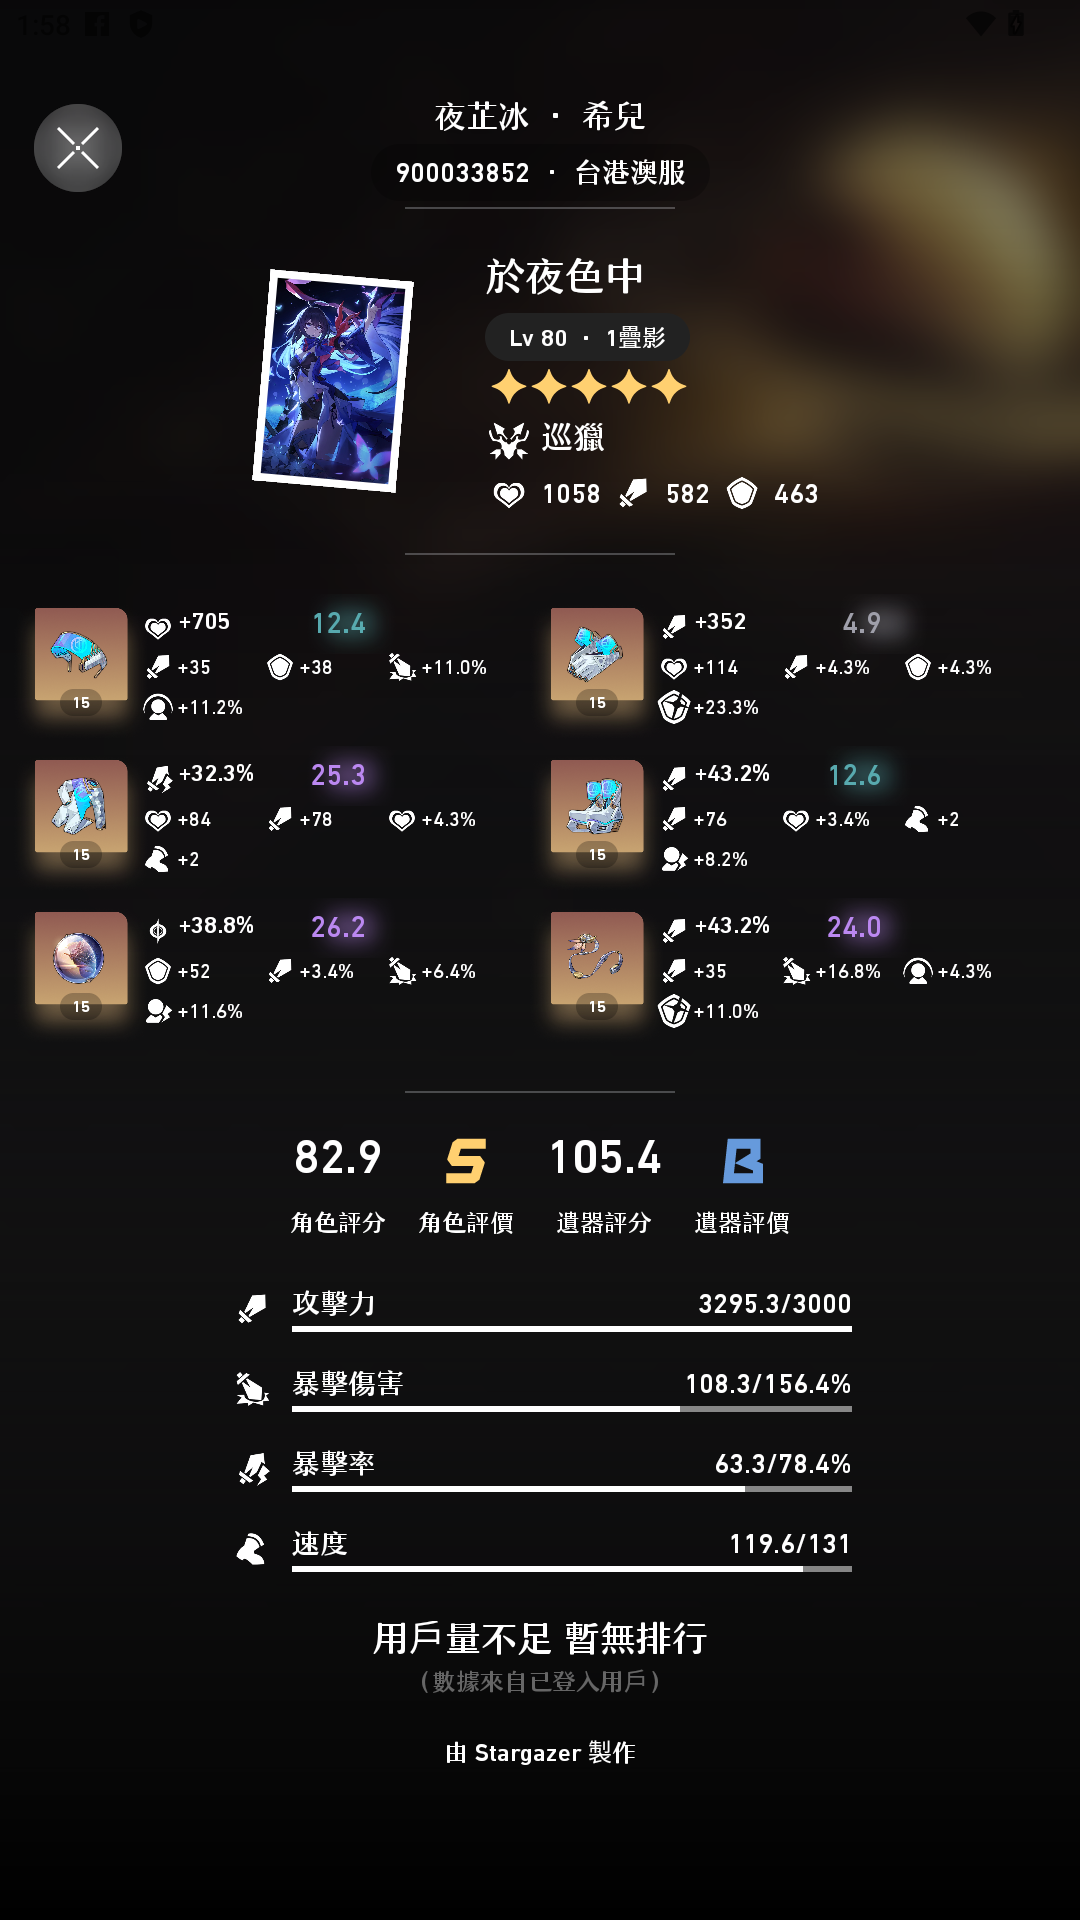 1:58
夜芷冰 · 希兒
900033852 · 台港澳服
於夜色中
Lv 80 · 1疊影
巡獵
1058 582 463
+705 12.4
+35 +38 +11.0%
+11.2%
15
+352 4.9
+114 +4.3% +4.3%
+23.3%
15
+32.3% 25.3
+84 +78 +4.3%
+2
15
+43.2% 12.6
+76 +3.4% +2
+8.2%
15
+38.8% 26.2
+52 +3.4% +6.4%
+11.6%
15
+43.2% 24.0
+35 +16.8% +4.3%
+11.0%
15
82.9 S 105.4 B
角色評分 角色評價 遺器評分 遺器評價
攻擊力 3295.3/3000
暴擊傷害 108.3/156.4%
暴擊率 63.3/78.4%
速度 119.6/131
用戶量不足 暫無排行
（數據來自已登入用戶）
由 Stargazer 製作